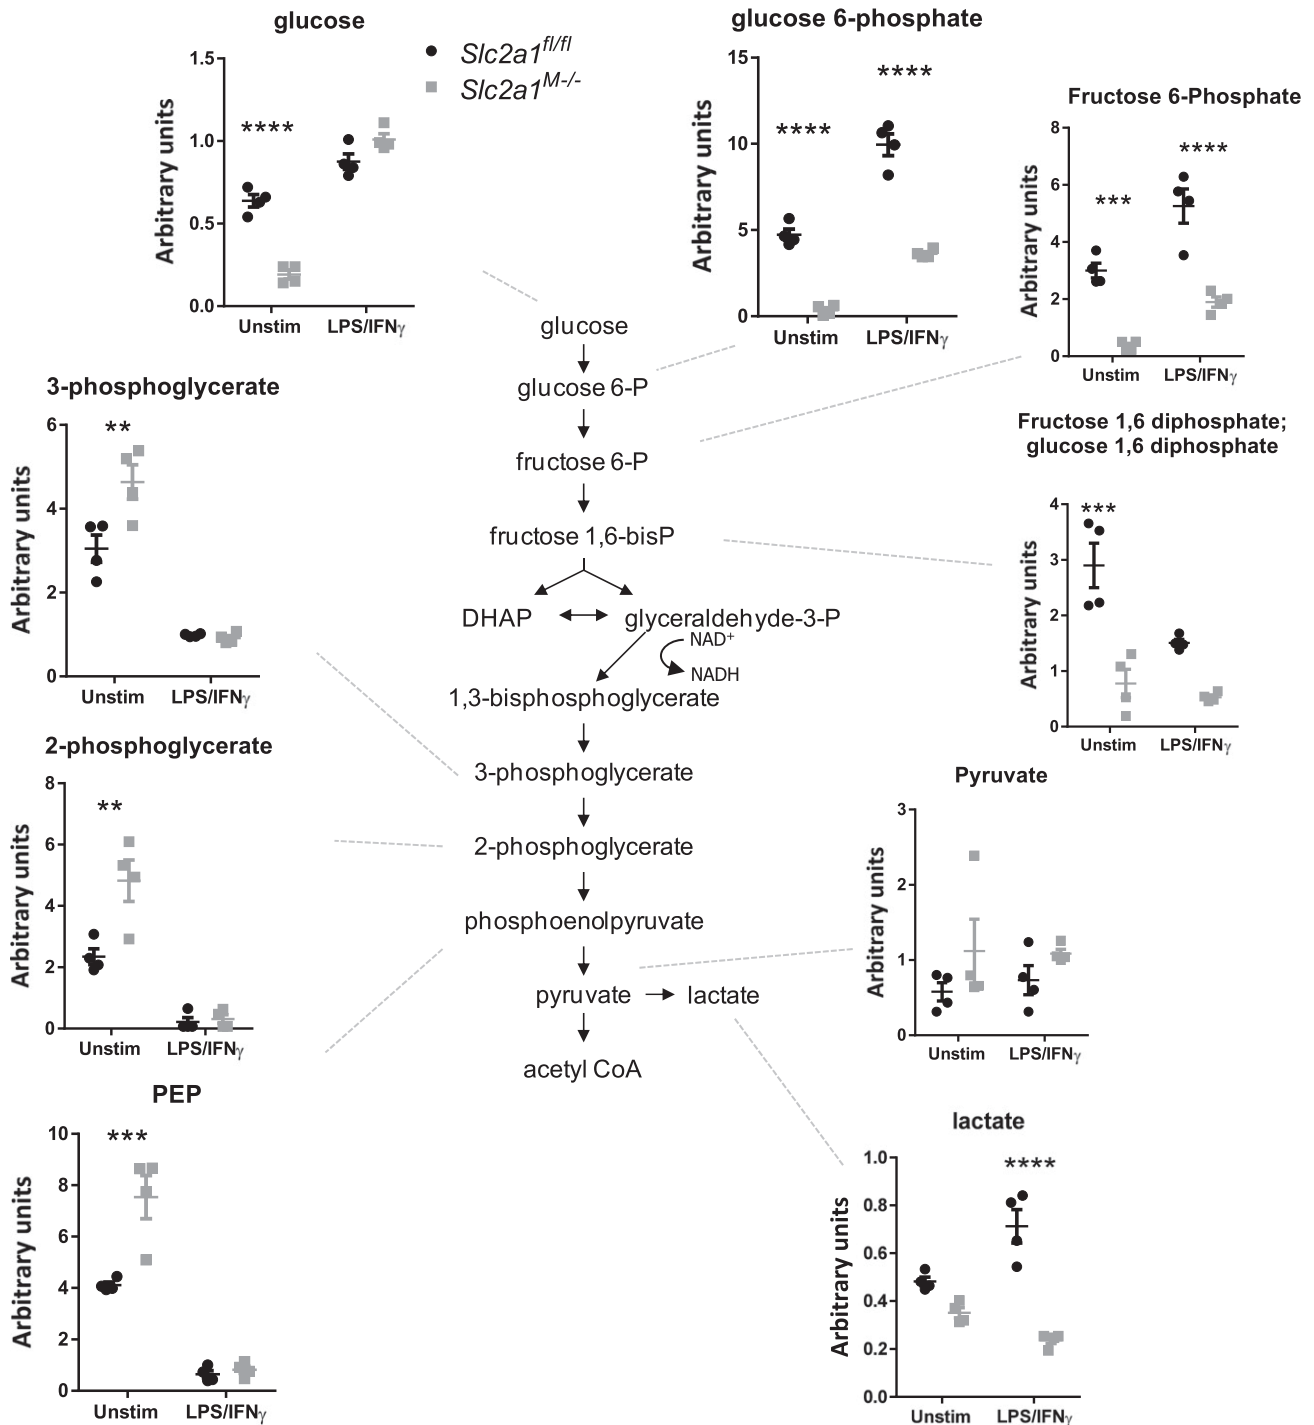 glucose
Slc2a1fl/fl
Slc2a1M-/-
Arbitrary units
1.5
1.0
0.5
0.0
****
Unstim
LPS/IFNγ
glucose 6-phosphate
Arbitrary units
15
10
5
0
****
****
Unstim
LPS/IFNγ
Fructose 6-Phosphate
Arbitrary units
8
6
4
2
0
***
****
Unstim
LPS/IFNγ
3-phosphoglycerate
Arbitrary units
6
4
2
0
**
Unstim
LPS/IFNγ
Fructose 1,6 diphosphate;
glucose 1,6 diphosphate
Arbitrary units
4
3
2
1
0
***
Unstim
LPS/IFNγ
glucose
glucose 6-P
fructose 6-P
fructose 1,6-bisP
DHAP
glyceraldehyde-3-P
NAD+
NADH
1,3-bisphosphoglycerate
3-phosphoglycerate
2-phosphoglycerate
phosphoenolpyruvate
pyruvate
lactate
acetyl CoA
2-phosphoglycerate
Arbitrary units
8
6
4
2
0
**
Unstim
LPS/IFNγ
Pyruvate
Arbitrary units
3
2
1
0
Unstim
LPS/IFNγ
PEP
Arbitrary units
10
8
6
4
2
0
***
Unstim
LPS/IFNγ
lactate
Arbitrary units
1.0
0.8
0.6
0.4
0.2
0.0
****
Unstim
LPS/IFNγ